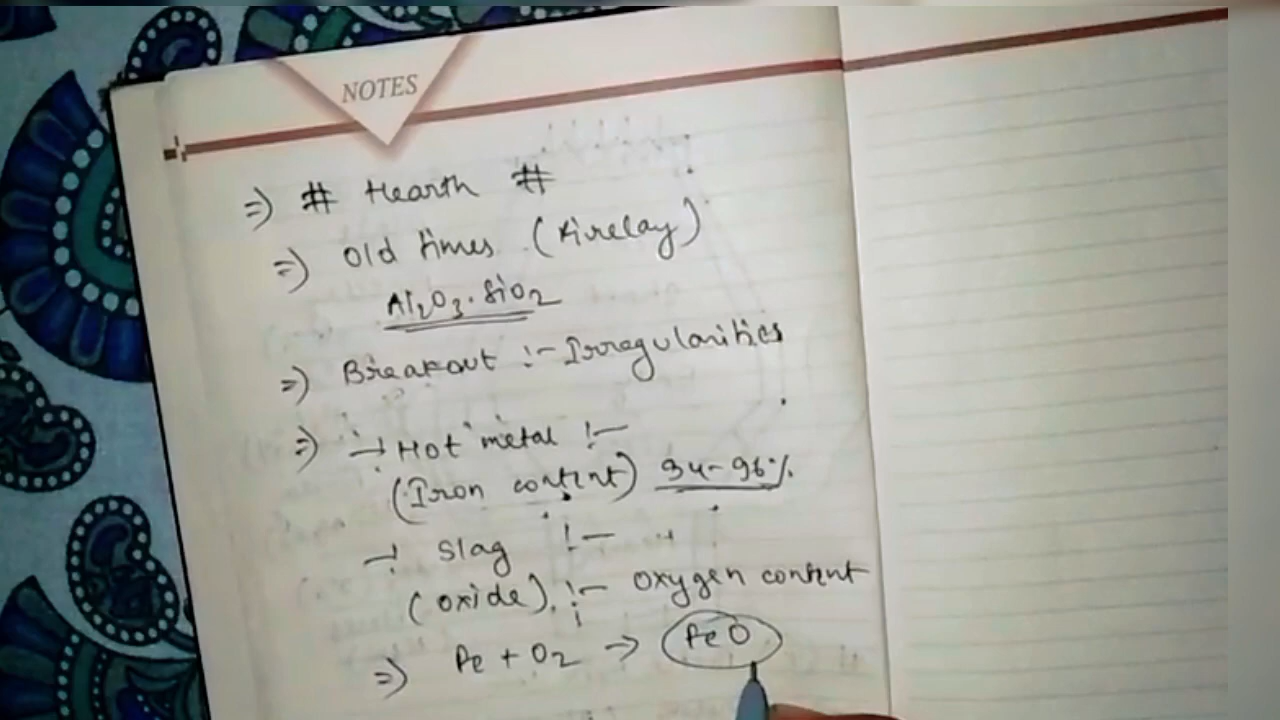 NOTES
=) # Hearth #
=) Old times (Fireclay)
Al2O3.SiO2
=) Breakout :- Irregularities
=) → Hot metal :-
(Iron content) 94-96%
→ Slag :-
(oxide) :- oxygen content
=) Fe + O2 → FeO